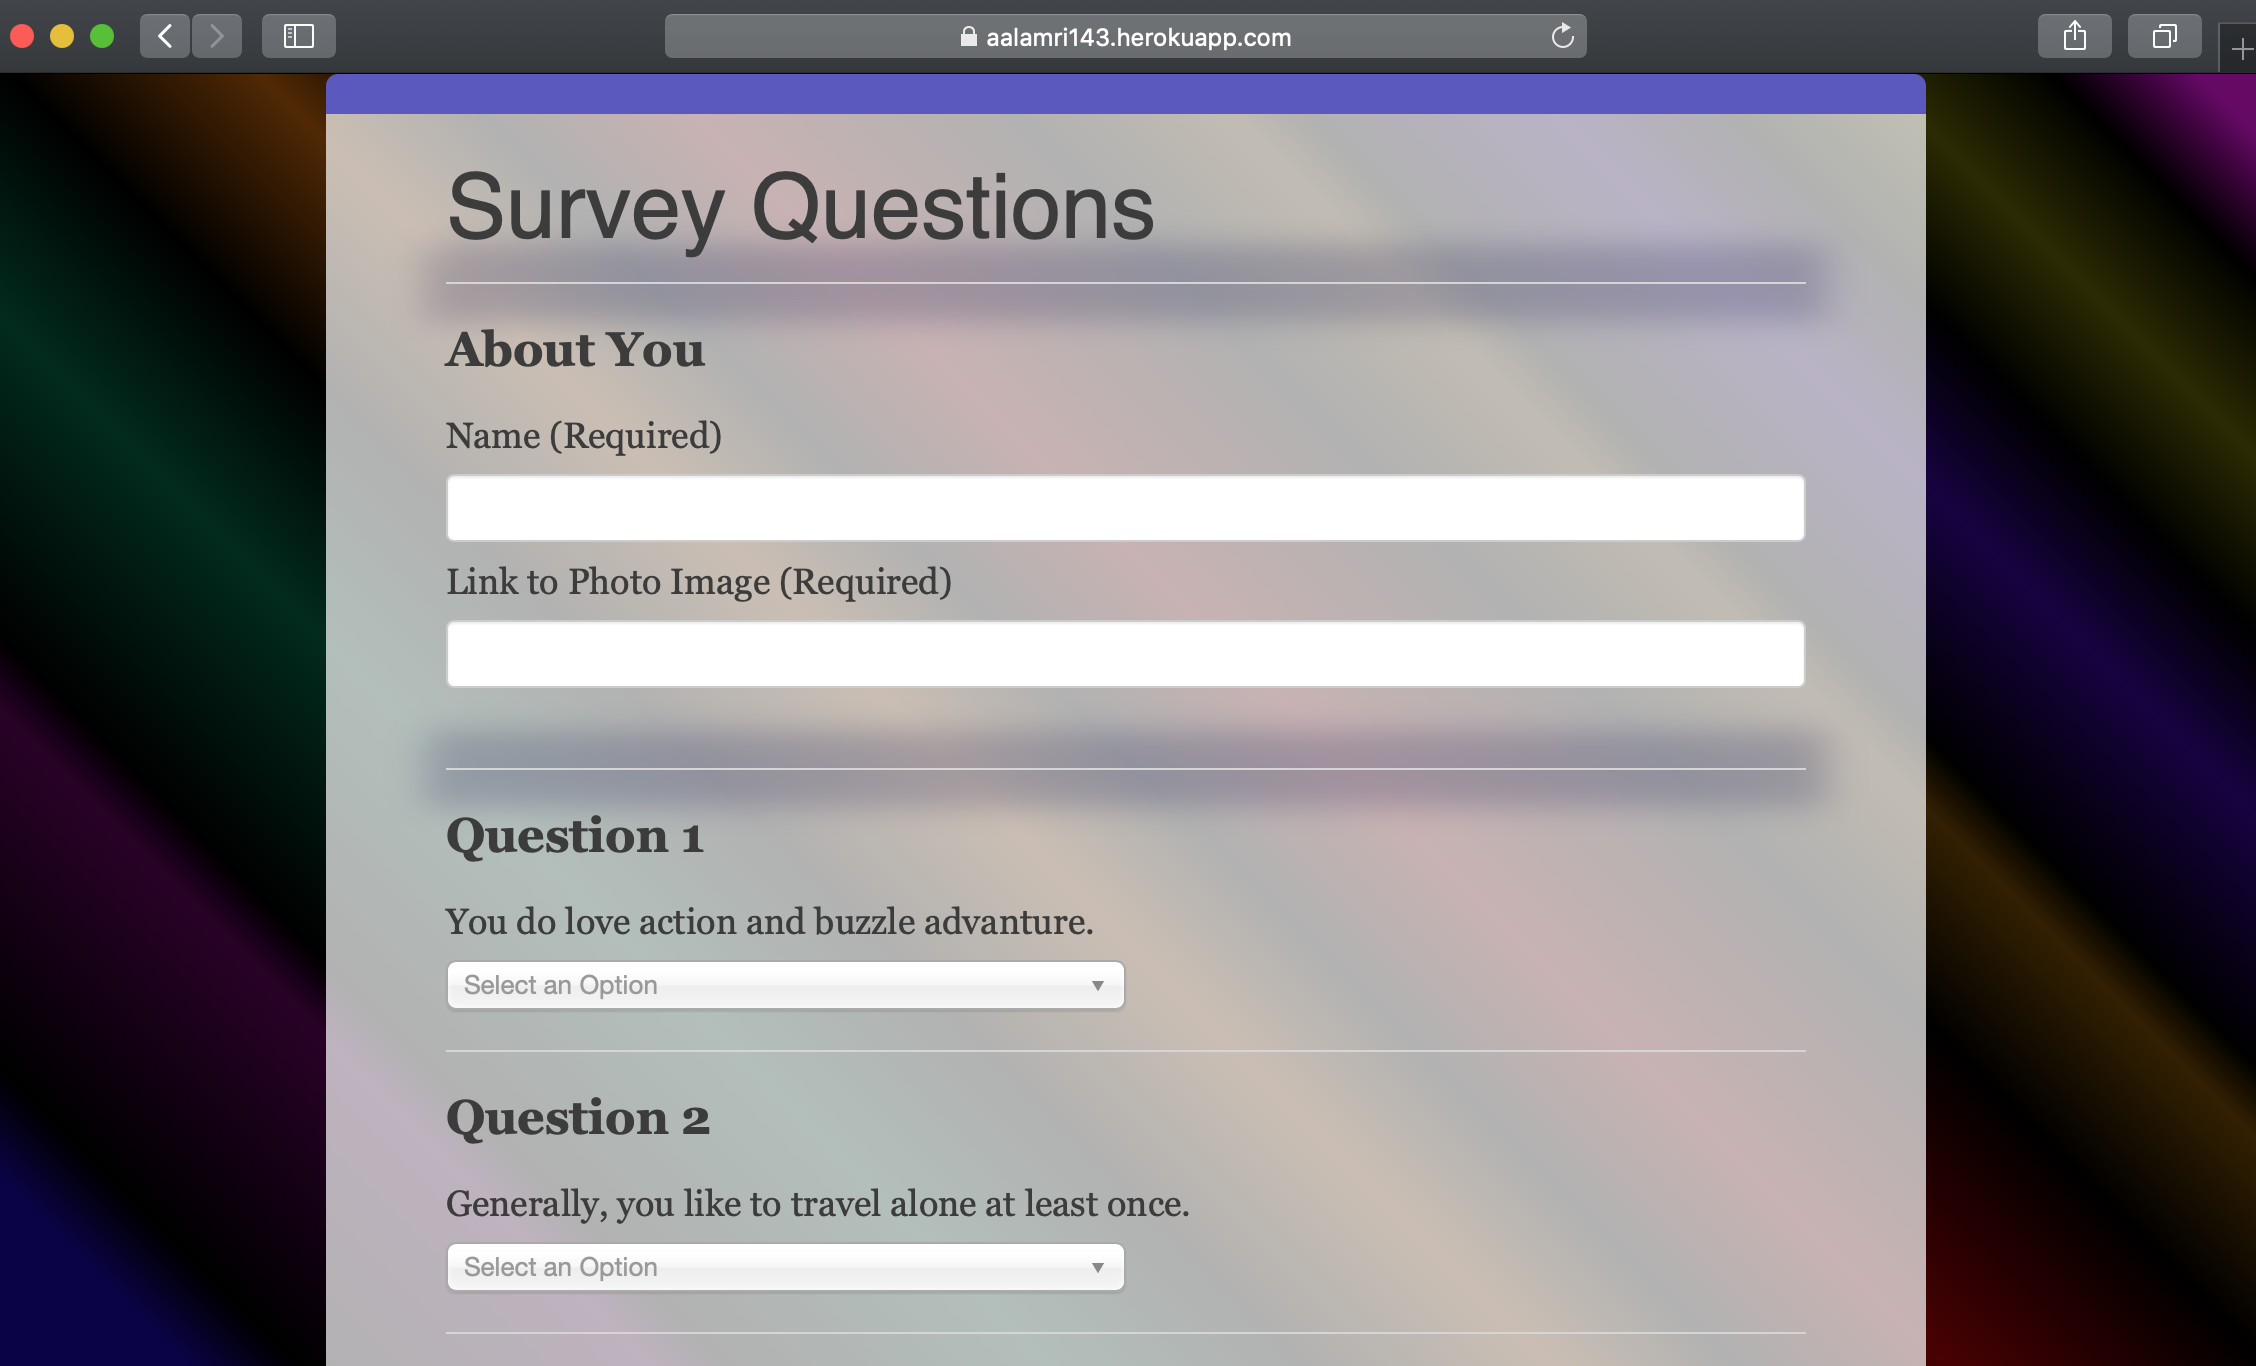 aalamri143.herokuapp.com
Survey Questions
About You
Name (Required)
Link to Photo Image (Required)
Question 1
You do love action and buzzle advanture.
Select an Option
Question 2
Generally, you like to travel alone at least once.
Select an Option